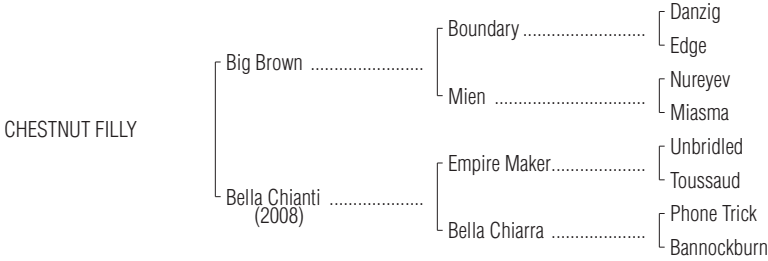 Danzig
Boundary ..........................
Edge
Big Brown ........................
Nureyev
Mien ................................
Miasma
CHESTNUT FILLY
Unbridled
Empire Maker....................
Toussaud
Bella Chianti ....................
(2008)
Phone Trick
Bella Chiarra ....................
Bannockburn